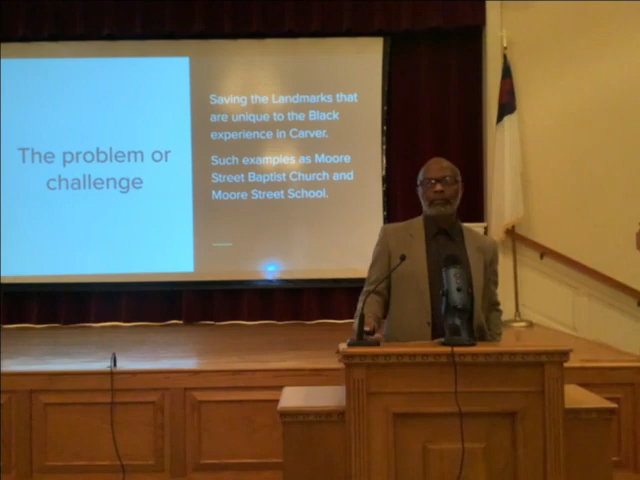 The problem or
challenge
Saving the Landmarks that
are unique to the Black
experience in Carver.
Such examples as Moore
Street Baptist Church and
Moore Street School.